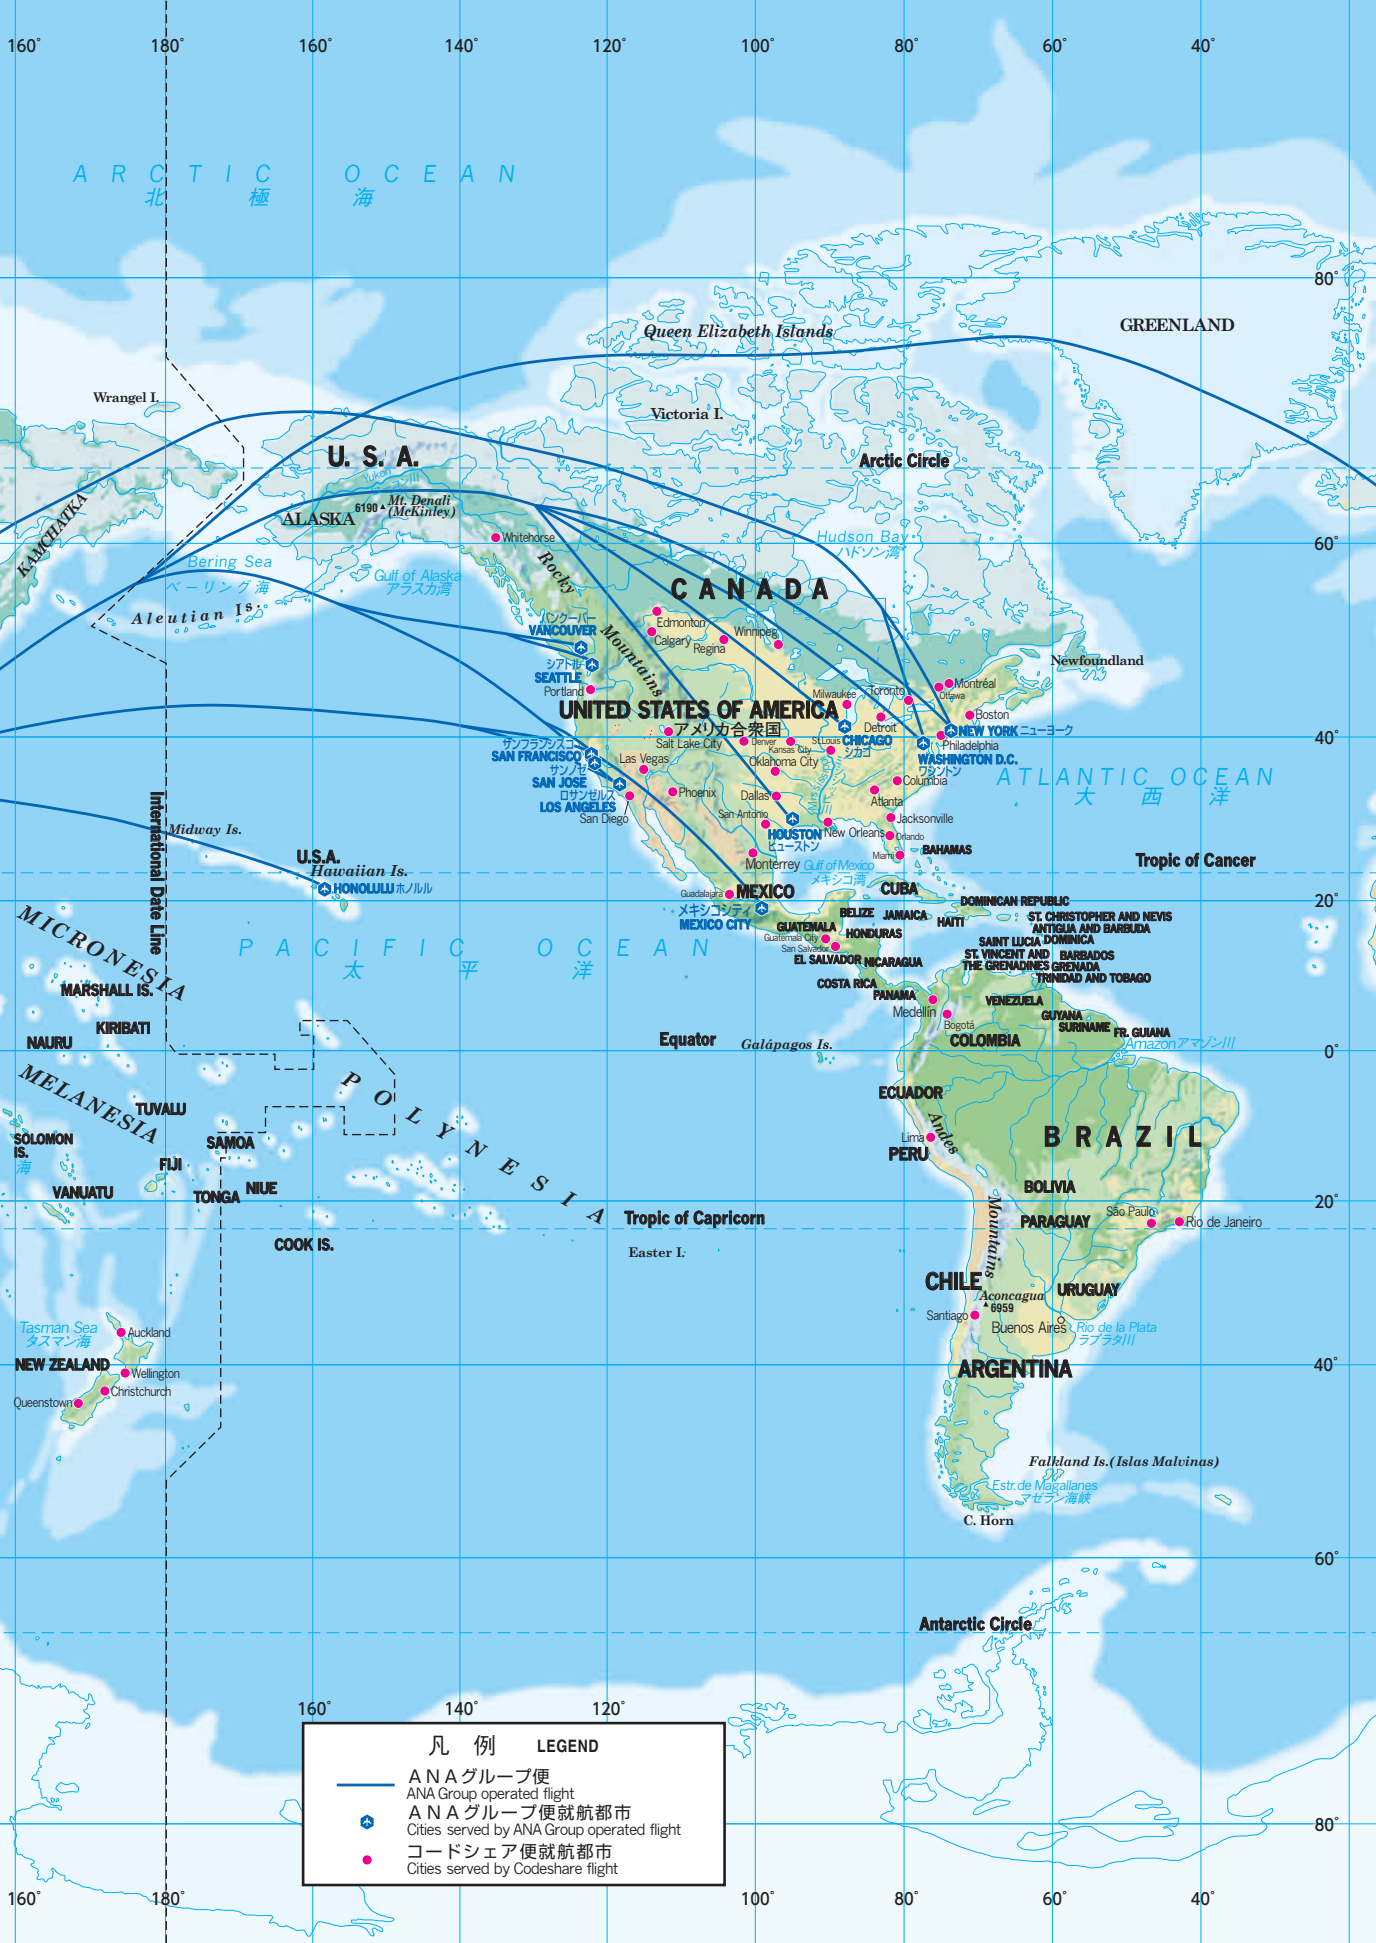 160° 180° 160° 140° 120° 100° 80° 60° 40°
ARCTIC OCEAN
北極海
80°
GREENLAND
Queen Elizabeth Islands
Wrangel I.
Victoria I.
U. S. A.
Arctic Circle
Yukon
6190 Mt. Denali
(McKinley)
ALASKA
KAMCHATKA
Whitehorse
Hudson Bay
ハドソン湾
60°
Bering Sea
ベーリング海
Gulf of Alaska
アラスカ湾
Rocky
Mountains
CANADA
Aleutian Is.
バンクーバー
VANCOUVER
Edmonton
Calgary
Regina
Winnipeg
シアトル
SEATTLE
Portland
Newfoundland
Montréal
Ottawa
Toronto
Milwaukee
UNITED STATES OF AMERICA
アメリカ合衆国
Boston
Detroit
NEW YORK ニューヨーク
Philadelphia
CHICAGO
シカゴ
WASHINGTON D.C.
ワシントン
40°
サンフランシスコ
SAN FRANCISCO
サンノゼ
SAN JOSE
ロサンゼルス
LOS ANGELES
San Diego
Salt Lake City
Las Vegas
Denver
Kansas City
St.Louis
Oklahoma City
Phoenix
Dallas
San Antonio
HOUSTON
ヒューストン
Columbia
Atlanta
Jacksonville
New Orleans
Orlando
Miami
ATLANTIC OCEAN
大西洋
International Date Line
Midway Is.
U.S.A.
Hawaiian Is.
HONOLULU ホノルル
Monterrey
Gulf of Mexico
メキシコ湾
BAHAMAS
Tropic of Cancer
Guadalajara
MEXICO
メキシコシティ
MEXICO CITY
CUBA
20°
DOMINICAN REPUBLIC
BELIZE
JAMAICA
HAITI
ST. CHRISTOPHER AND NEVIS
ANTIGUA AND BARBUDA
GUATEMALA
HONDURAS
Guatemala City
San Salvador
SAINT LUCIA
DOMINICA
ST. VINCENT AND
THE GRENADINES
BARBADOS
GRENADA
EL SALVADOR
NICARAGUA
TRINIDAD AND TOBAGO
COSTA RICA
PANAMA
MICRONESIA
PACIFIC OCEAN
太平洋
MARSHALL IS.
KIRIBATI
NAURU
Medellín
Bogotá
VENEZUELA
GUYANA
SURINAME
FR. GUIANA
COLOMBIA
Amazonアマゾン川
Equator
Galápagos Is.
0°
MELANESIA
POLYNESIA
TUVALU
ECUADOR
SOLOMON
IS.
海
SAMOA
FIJI
Andes
Mountains
Lima
PERU
BRAZIL
VANUATU
TONGA
NIUE
BOLIVIA
20°
Tropic of Capricorn
PARAGUAY
São Paulo
Rio de Janeiro
COOK IS.
Easter I.
CHILE
URUGUAY
Aconcagua
6959
Santiago
Buenos Aires
Rio de la Plata
ラプラタ川
Tasman Sea
タスマン海
Auckland
NEW ZEALAND
Wellington
Christchurch
Queenstown
ARGENTINA
40°
Falkland Is.(Islas Malvinas)
Estr.de Magallanes
マゼラン海峡
C. Horn
60°
Antarctic Circle
160° 140° 120°
凡例 LEGEND
ANAグループ便
ANA Group operated flight
ANAグループ便就航都市
Cities served by ANA Group operated flight
コードシェア便就航都市
Cities served by Codeshare flight
80°
160° 180° 100° 80° 60° 40°